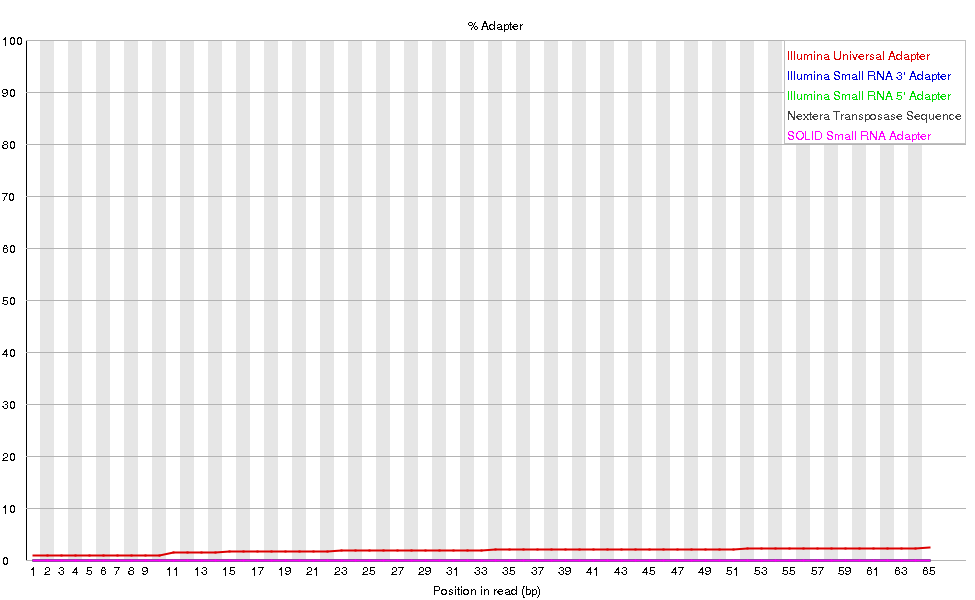 % Adapter
100
Illumina Universal Adapter
Illumina Small RNA 3' Adapter
90
Illumina Small RNA 5' Adapter
Nextera Transposase Sequence
SOLID Small RNA Adapter
80
70
60
50
40
30
20
10
0
1 2 3 4 5 6 7 8 9 11 13 15 17 19 21 23 25 27 29 31 33 35 37 39 41 43 45 47 49 51 53 55 57 59 61 63 65
Position in read (bp)